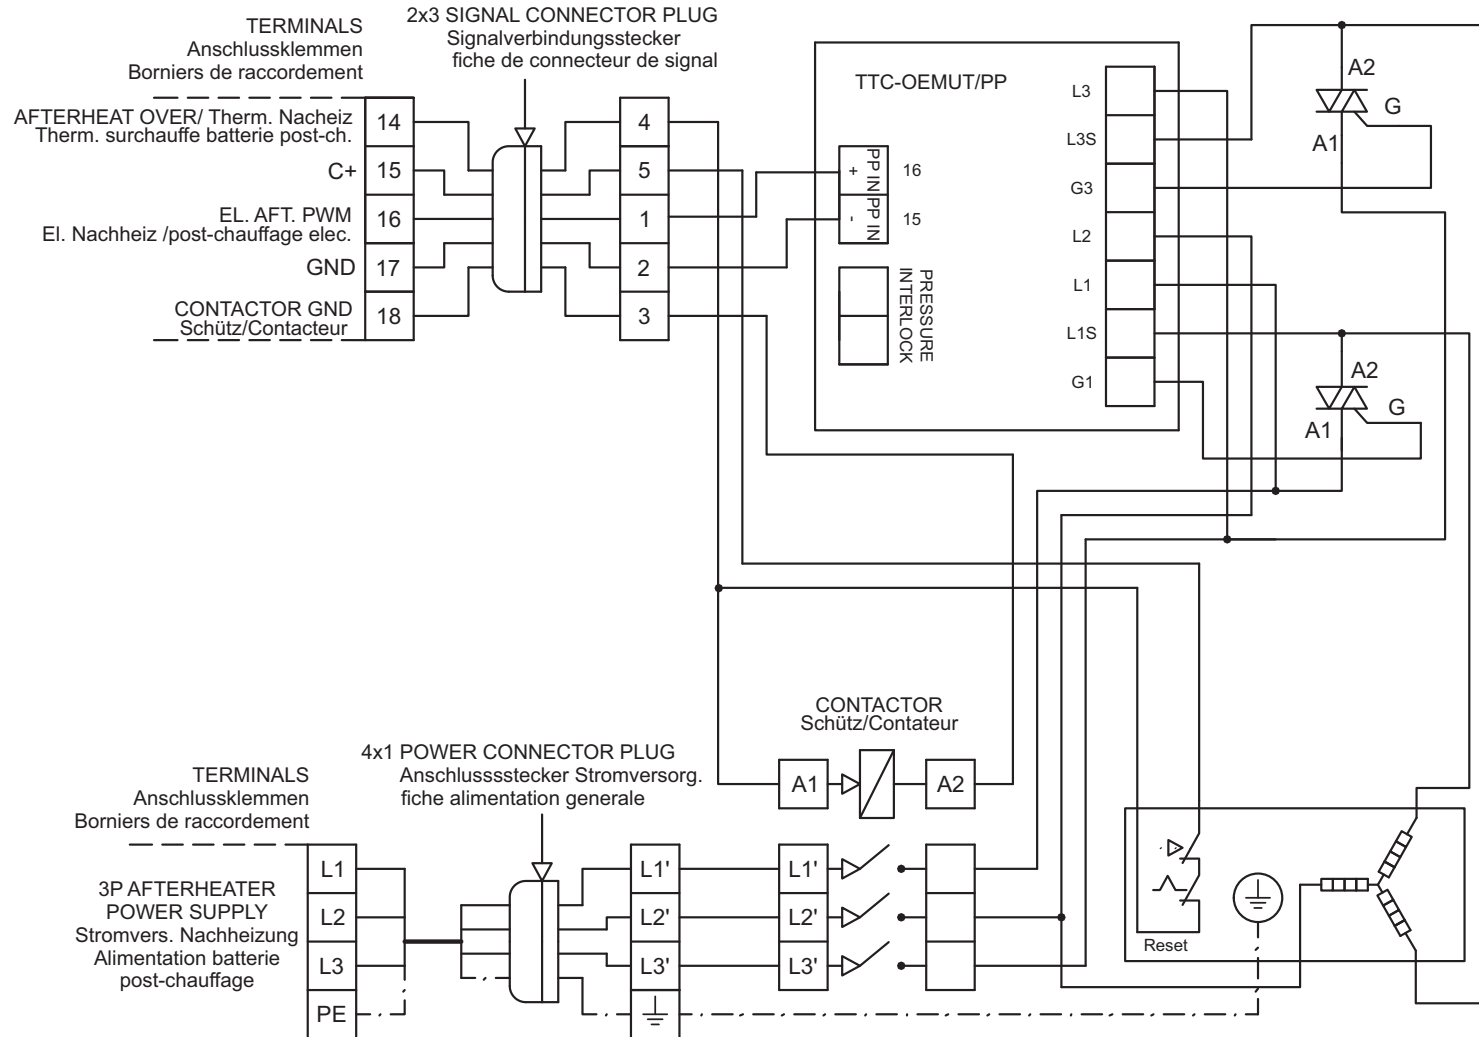 2x3 SIGNAL CONNECTOR PLUG
Signalverbindungsstecker
fiche de connecteur de signal
TERMINALS
Anschlussklemmen
Borniers de raccordement
AFTERHEAT OVER/ Therm. Nacheiz
Therm. surchauffe batterie post-ch.
14
4
C+
15
5
EL. AFT. PWM
El. Nachheiz /post-chauffage elec.
16
1
GND
17
2
CONTACTOR GND
Schütz/Contacteur
18
3
TTC-OEMUT/PP
+
PP IN
16
-
PP IN
15
PRESSURE
INTERLOCK
L3
L3S
G3
L2
L1
L1S
G1
A2
G
A1
A2
G
A1
CONTACTOR
Schütz/Contateur
A1
A2
4x1 POWER CONNECTOR PLUG
Anschlusssstecker Stromversorg.
fiche alimentation generale
TERMINALS
Anschlussklemmen
Borniers de raccordement
3P AFTERHEATER
POWER SUPPLY
Stromvers. Nachheizung
Alimentation batterie
post-chauffage
L1
L2
L3
PE
L1'
L2'
L3'
L1'
L2'
L3'
Reset